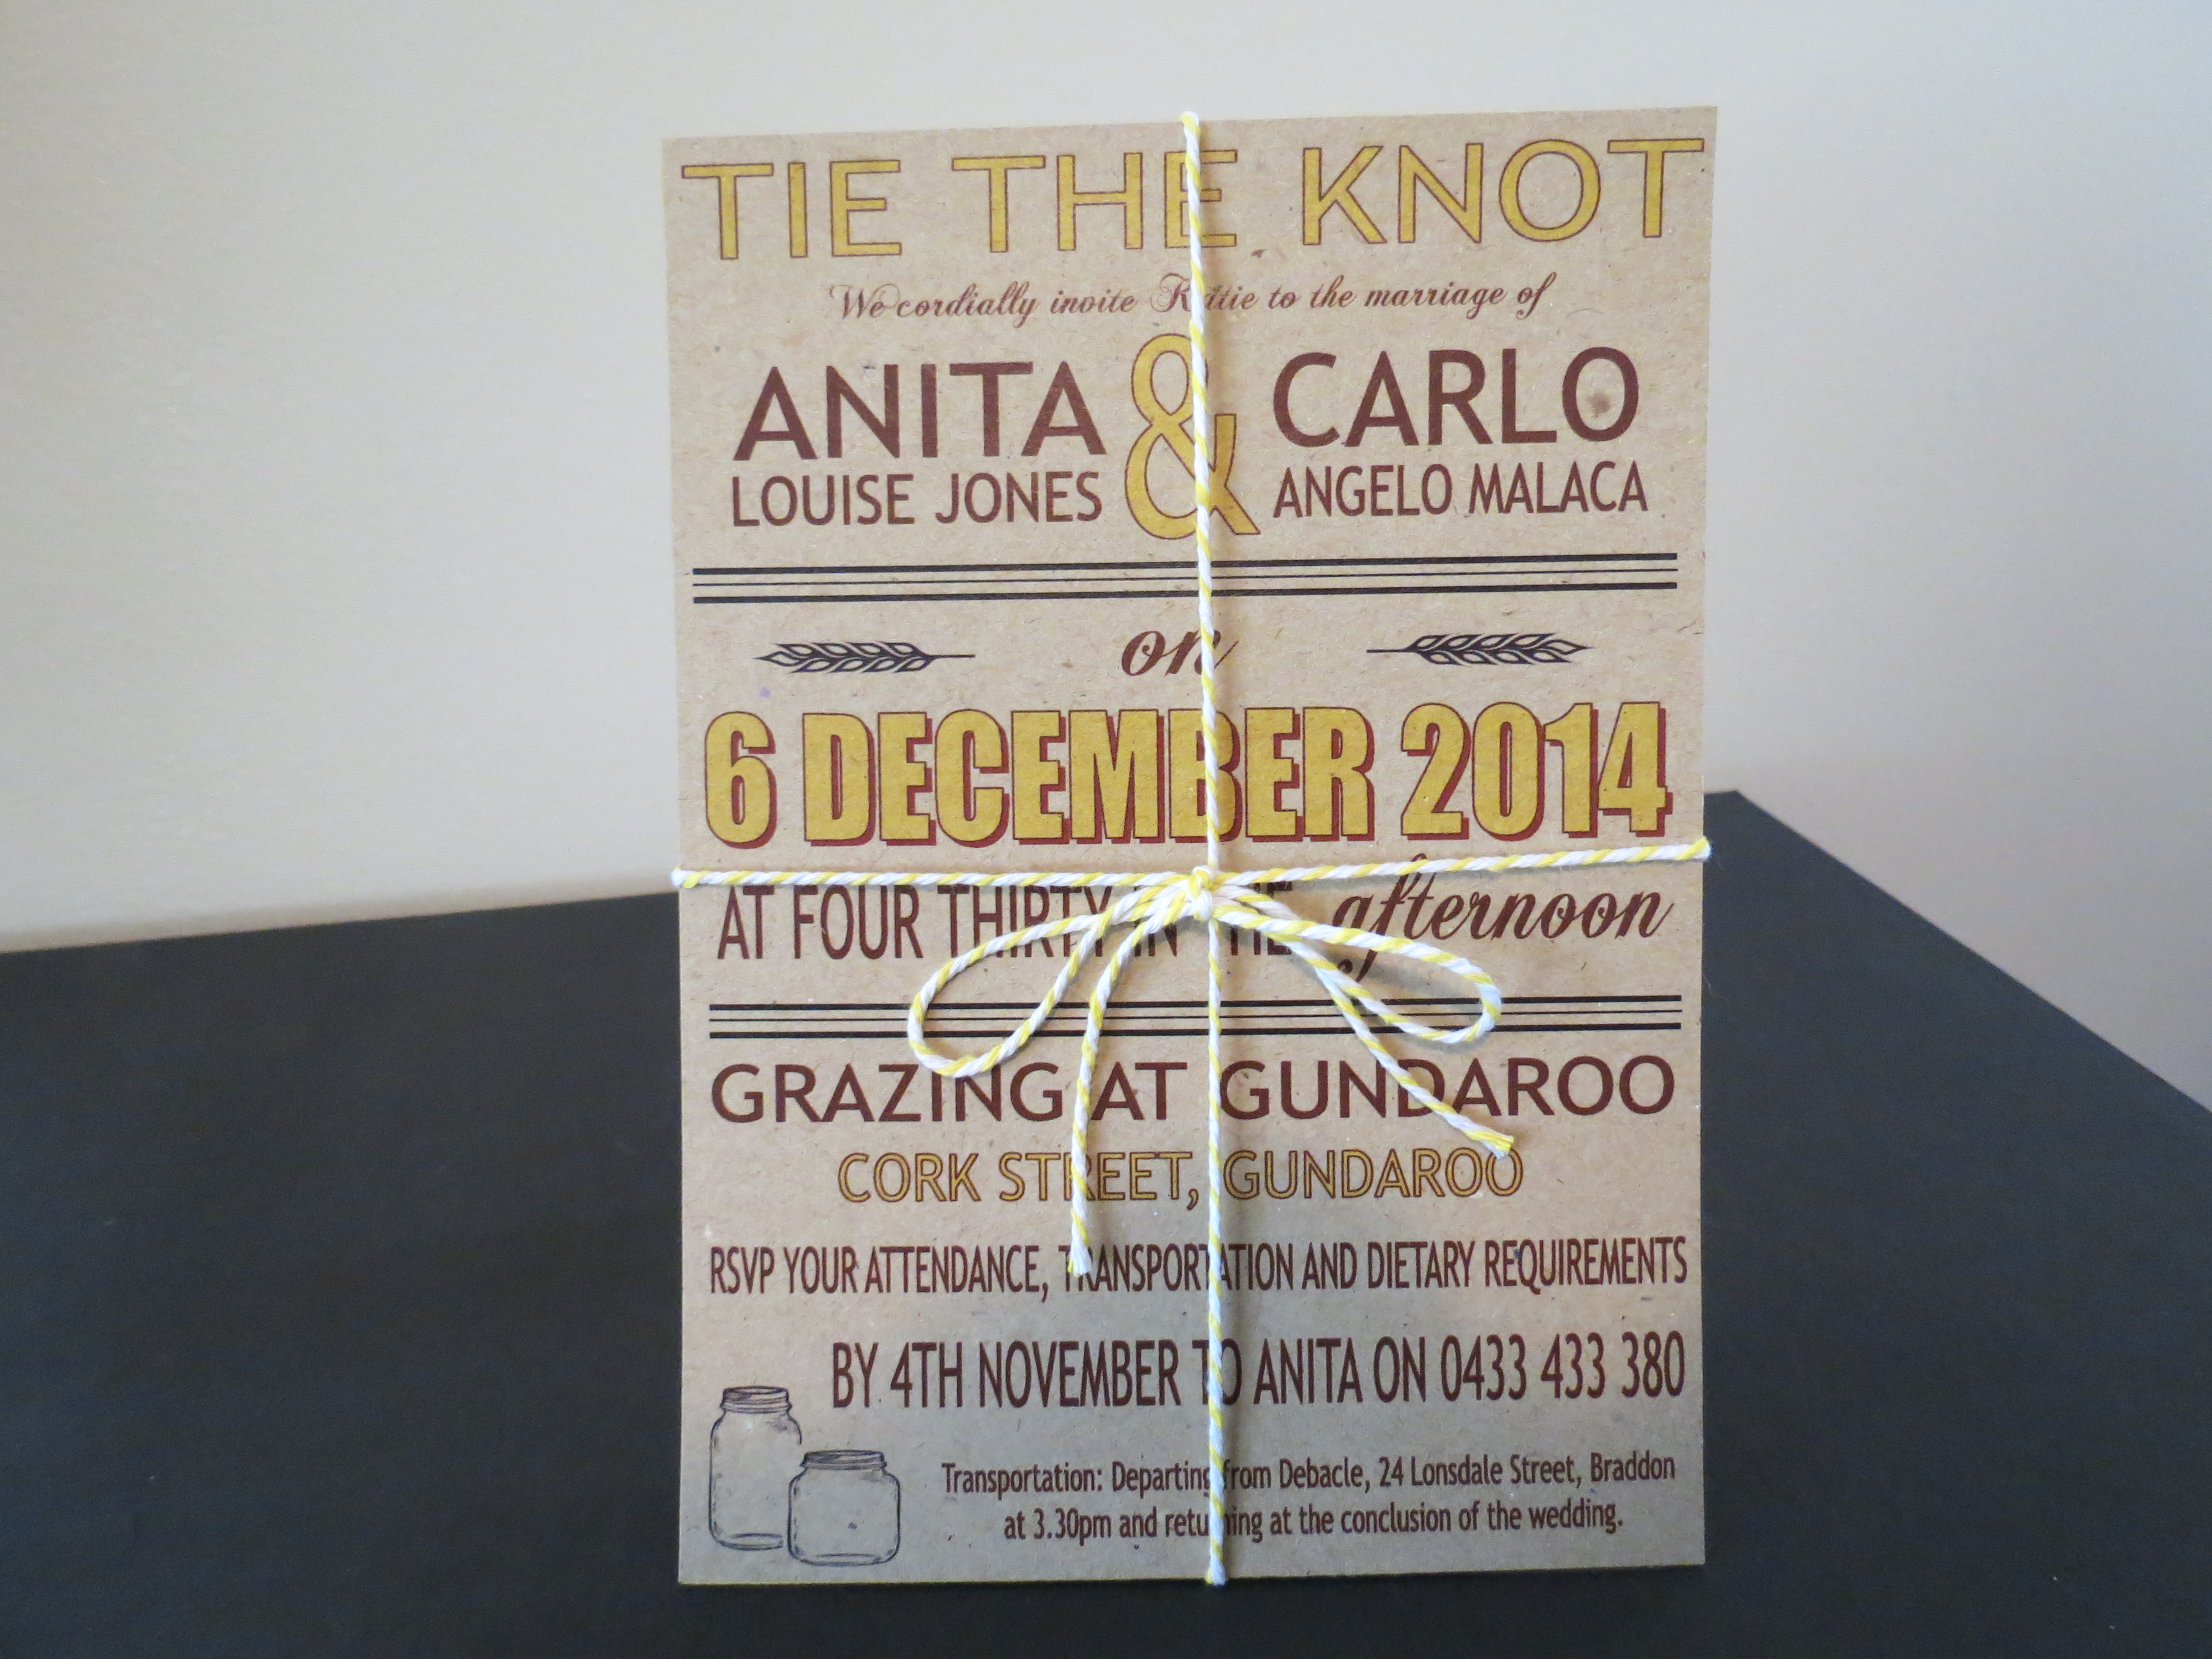 TIE THE KNOT
We cordially invite Katie to the marriage of
ANITA & CARLO
LOUISE JONES ANGELO MALACA
on
6 DECEMBER 2014
AT FOUR THIRTY IN THE afternoon
GRAZING AT GUNDAROO
CORK STREET, GUNDAROO
RSVP YOUR ATTENDANCE, TRANSPORTATION AND DIETARY REQUIREMENTS
BY 4TH NOVEMBER TO ANITA ON 0433 433 380
Transportation: Departing from Debacle, 24 Lonsdale Street, Braddon
at 3.30pm and returning at the conclusion of the wedding.